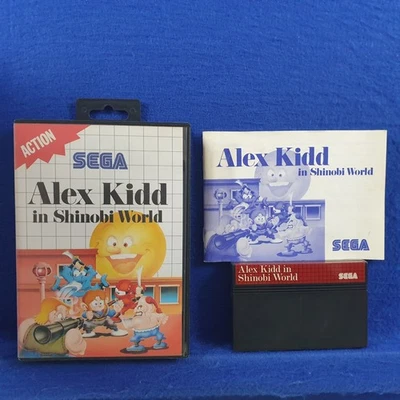 ACTION
SEGA
Alex Kidd
in Shinobi World
Alex Kidd
in Shinobi World
SEGA
Alex Kidd in
Shinobi World
SEGA